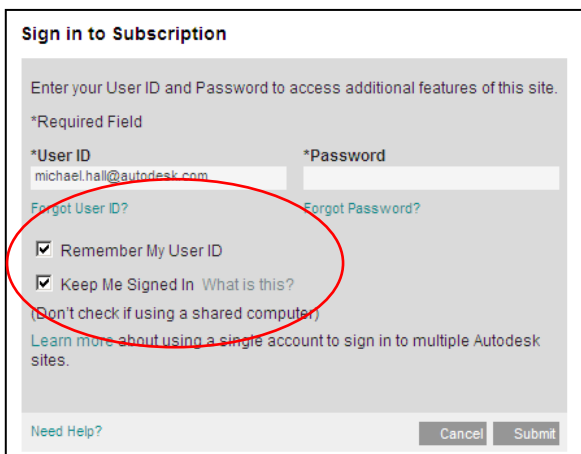 Sign in to Subscription
Enter your User ID and Password to access additional features of this site.
*Required Field
*User ID *Password
michael.hall@autodesk.com
Forgot User ID? Forgot Password?
Remember My User ID
Keep Me Signed In What is this?
(Don't check if using a shared computer)
Learn more about using a single account to sign in to multiple Autodesk
sites.
Need Help? Cancel Submit